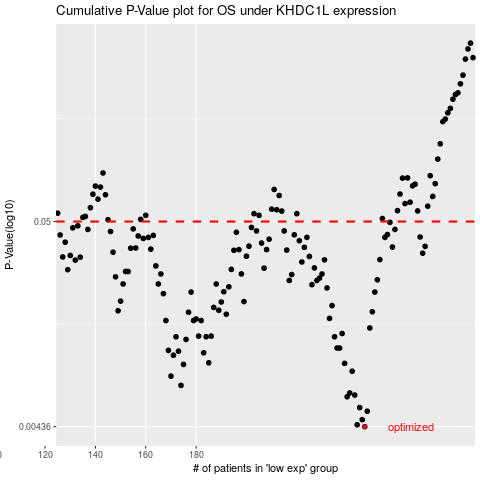 Cumulative P-Value plot for OS under KHDC1L expression
P-Value(log10)
0.05
0.00436
optimized
0 120 140 160 180
# of patients in 'low exp' group